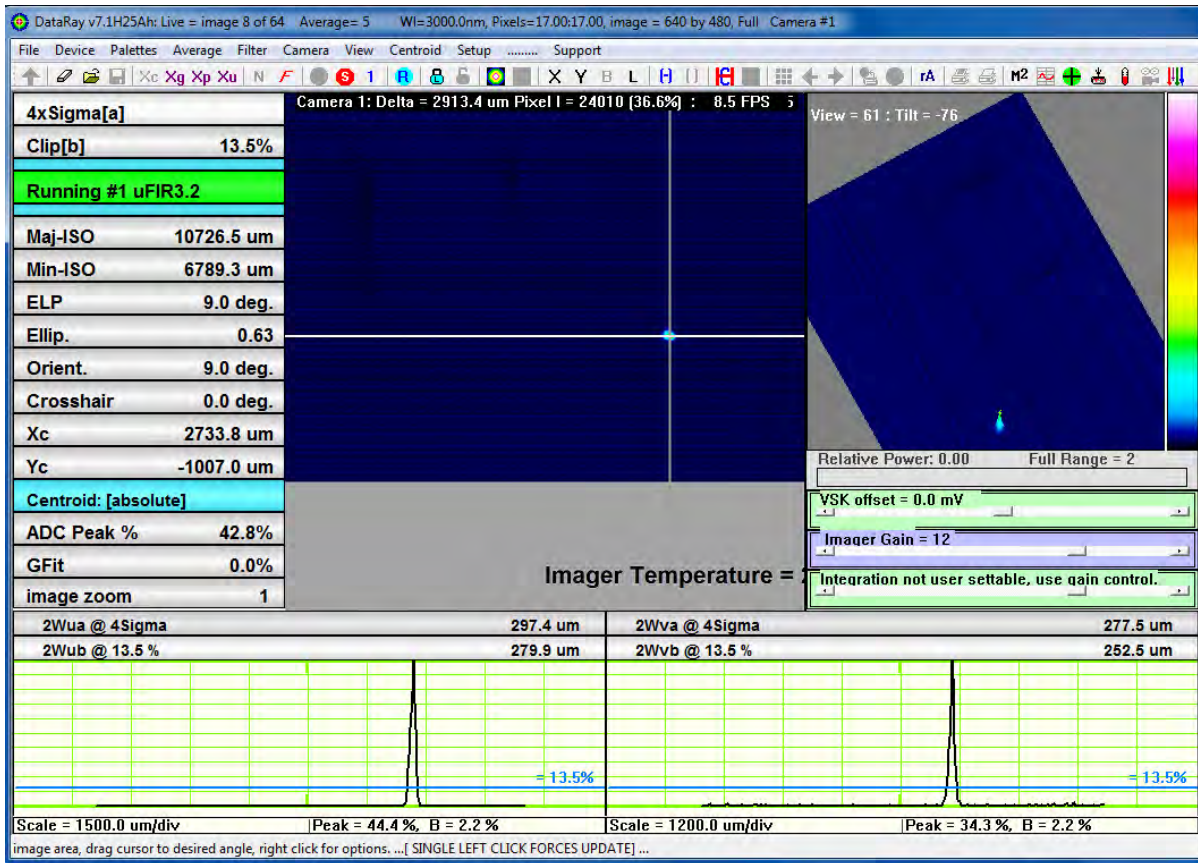 DataRay v7.1H25Ah: Live = image 8 of 64 Average= 5 Wl=3000.0nm, Pixels=17.00:17.00, image = 640 by 480, Full Camera #1
File Device Palettes Average Filter Camera View Centroid Setup ......... Support
Xc Xg Xp Xu N F S 1 R X Y B L rA M²
4xSigma[a]
Clip[b] 13.5%
Running #1 uFIR3.2
Maj-ISO 10726.5 um
Min-ISO 6789.3 um
ELP 9.0 deg.
Ellip. 0.63
Orient. 9.0 deg.
Crosshair 0.0 deg.
Xc 2733.8 um
Yc -1007.0 um
Centroid: [absolute]
ADC Peak % 42.8%
GFit 0.0%
image zoom 1
Camera 1: Delta = 2913.4 um Pixel I = 24010 (36.6%) : 8.5 FPS
Imager Temperature =
View = 61 : Tilt = -76
Relative Power: 0.00 Full Range = 2
VSK offset = 0.0 mV
Imager Gain = 12
Integration not user settable, use gain control.
2Wua @ 4Sigma 297.4 um
2Wub @ 13.5 % 279.9 um
= 13.5%
Scale = 1500.0 um/div Peak = 44.4 %, B = 2.2 %
2Wva @ 4Sigma 277.5 um
2Wvb @ 13.5 % 252.5 um
= 13.5%
Scale = 1200.0 um/div Peak = 34.3 %, B = 2.2 %
image area, drag cursor to desired angle, right click for options. ...[ SINGLE LEFT CLICK FORCES UPDATE] ...